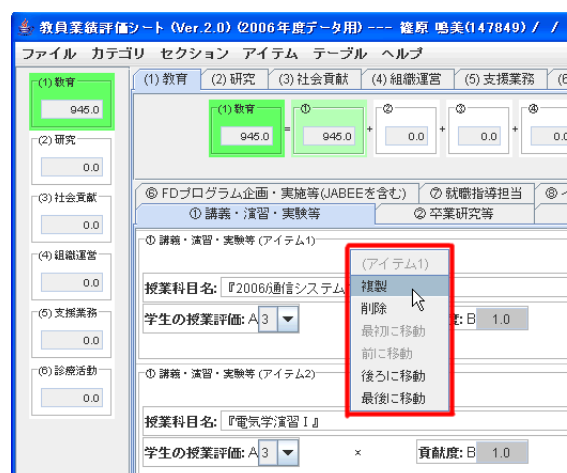 教員業績評価シート (Ver.2.0) (2006年度データ用) --- 篠原 鳴美(147849) / /
ファイル カテゴリ セクション アイテム テーブル ヘルプ
(1) 教育
945.0
(2) 研究
0.0
(3) 社会貢献
0.0
(4) 組織運営
0.0
(5) 支援業務
0.0
(6) 診療活動
0.0
(1) 教育 (2) 研究 (3) 社会貢献 (4) 組織運営 (5) 支援業務 (6
(1) 教育 ① ② ③ ④
945.0 = 945.0 + 0.0 + 0.0 + 0.0
⑥ FDプログラム企画・実施等(JABEEを含む) ⑦ 就職指導担当 ⑧
① 講義・演習・実験等 ② 卒業研究等
① 講義・演習・実験等 (アイテム1)
授業科目名: 『2006/通信システム
学生の授業評価: A 3 度: B 1.0
(アイテム1)
複製
削除
最初に移動
前に移動
後ろに移動
最後に移動
① 講義・演習・実験等 (アイテム2)
授業科目名: 『電気学演習Ⅰ』
学生の授業評価: A 3 × 貢献度: B 1.0